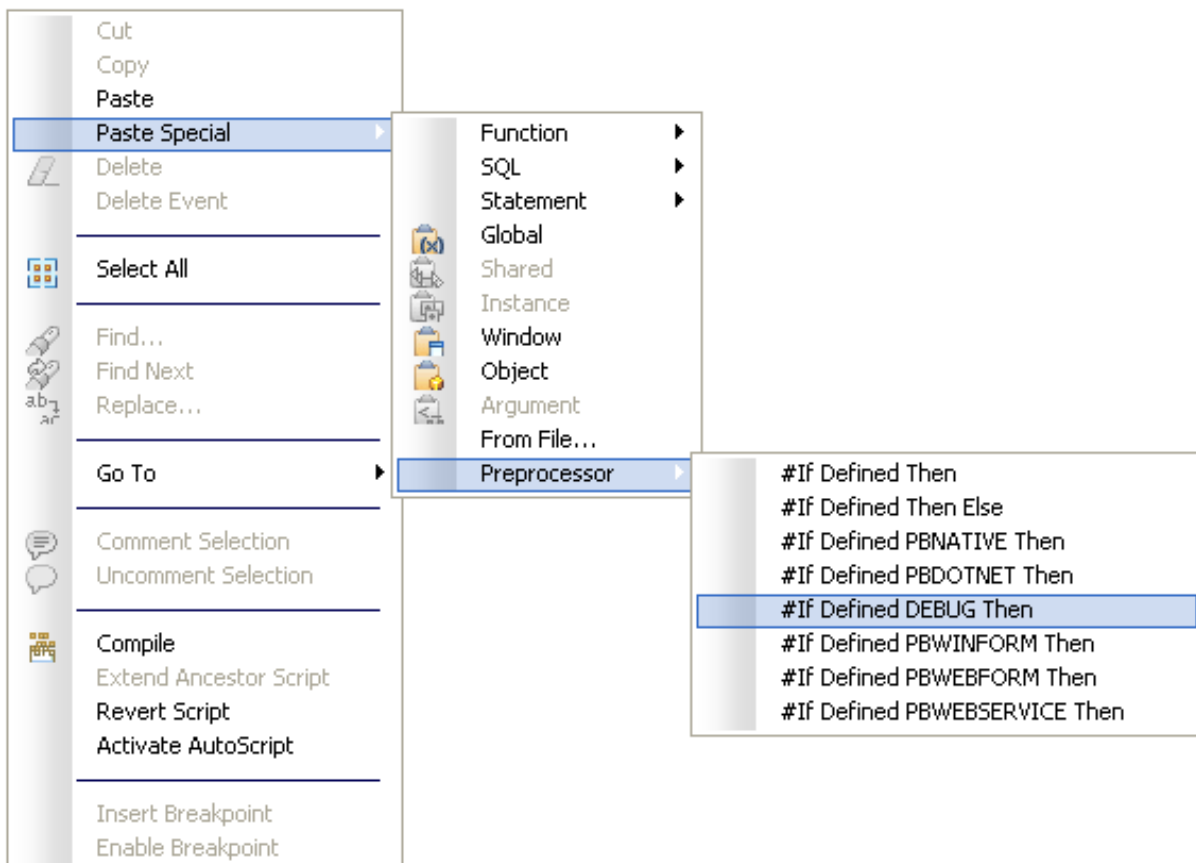 Cut
Copy
Paste
Paste Special
Delete
Delete Event
Select All
Find...
Find Next
Replace...
Go To
Comment Selection
Uncomment Selection
Compile
Extend Ancestor Script
Revert Script
Activate AutoScript
Insert Breakpoint
Enable Breakpoint
Function
SQL
Statement
Global
Shared
Instance
Window
Object
Argument
From File...
Preprocessor
#If Defined Then
#If Defined Then Else
#If Defined PBNATIVE Then
#If Defined PBDOTNET Then
#If Defined DEBUG Then
#If Defined PBWINFORM Then
#If Defined PBWEBFORM Then
#If Defined PBWEBSERVICE Then